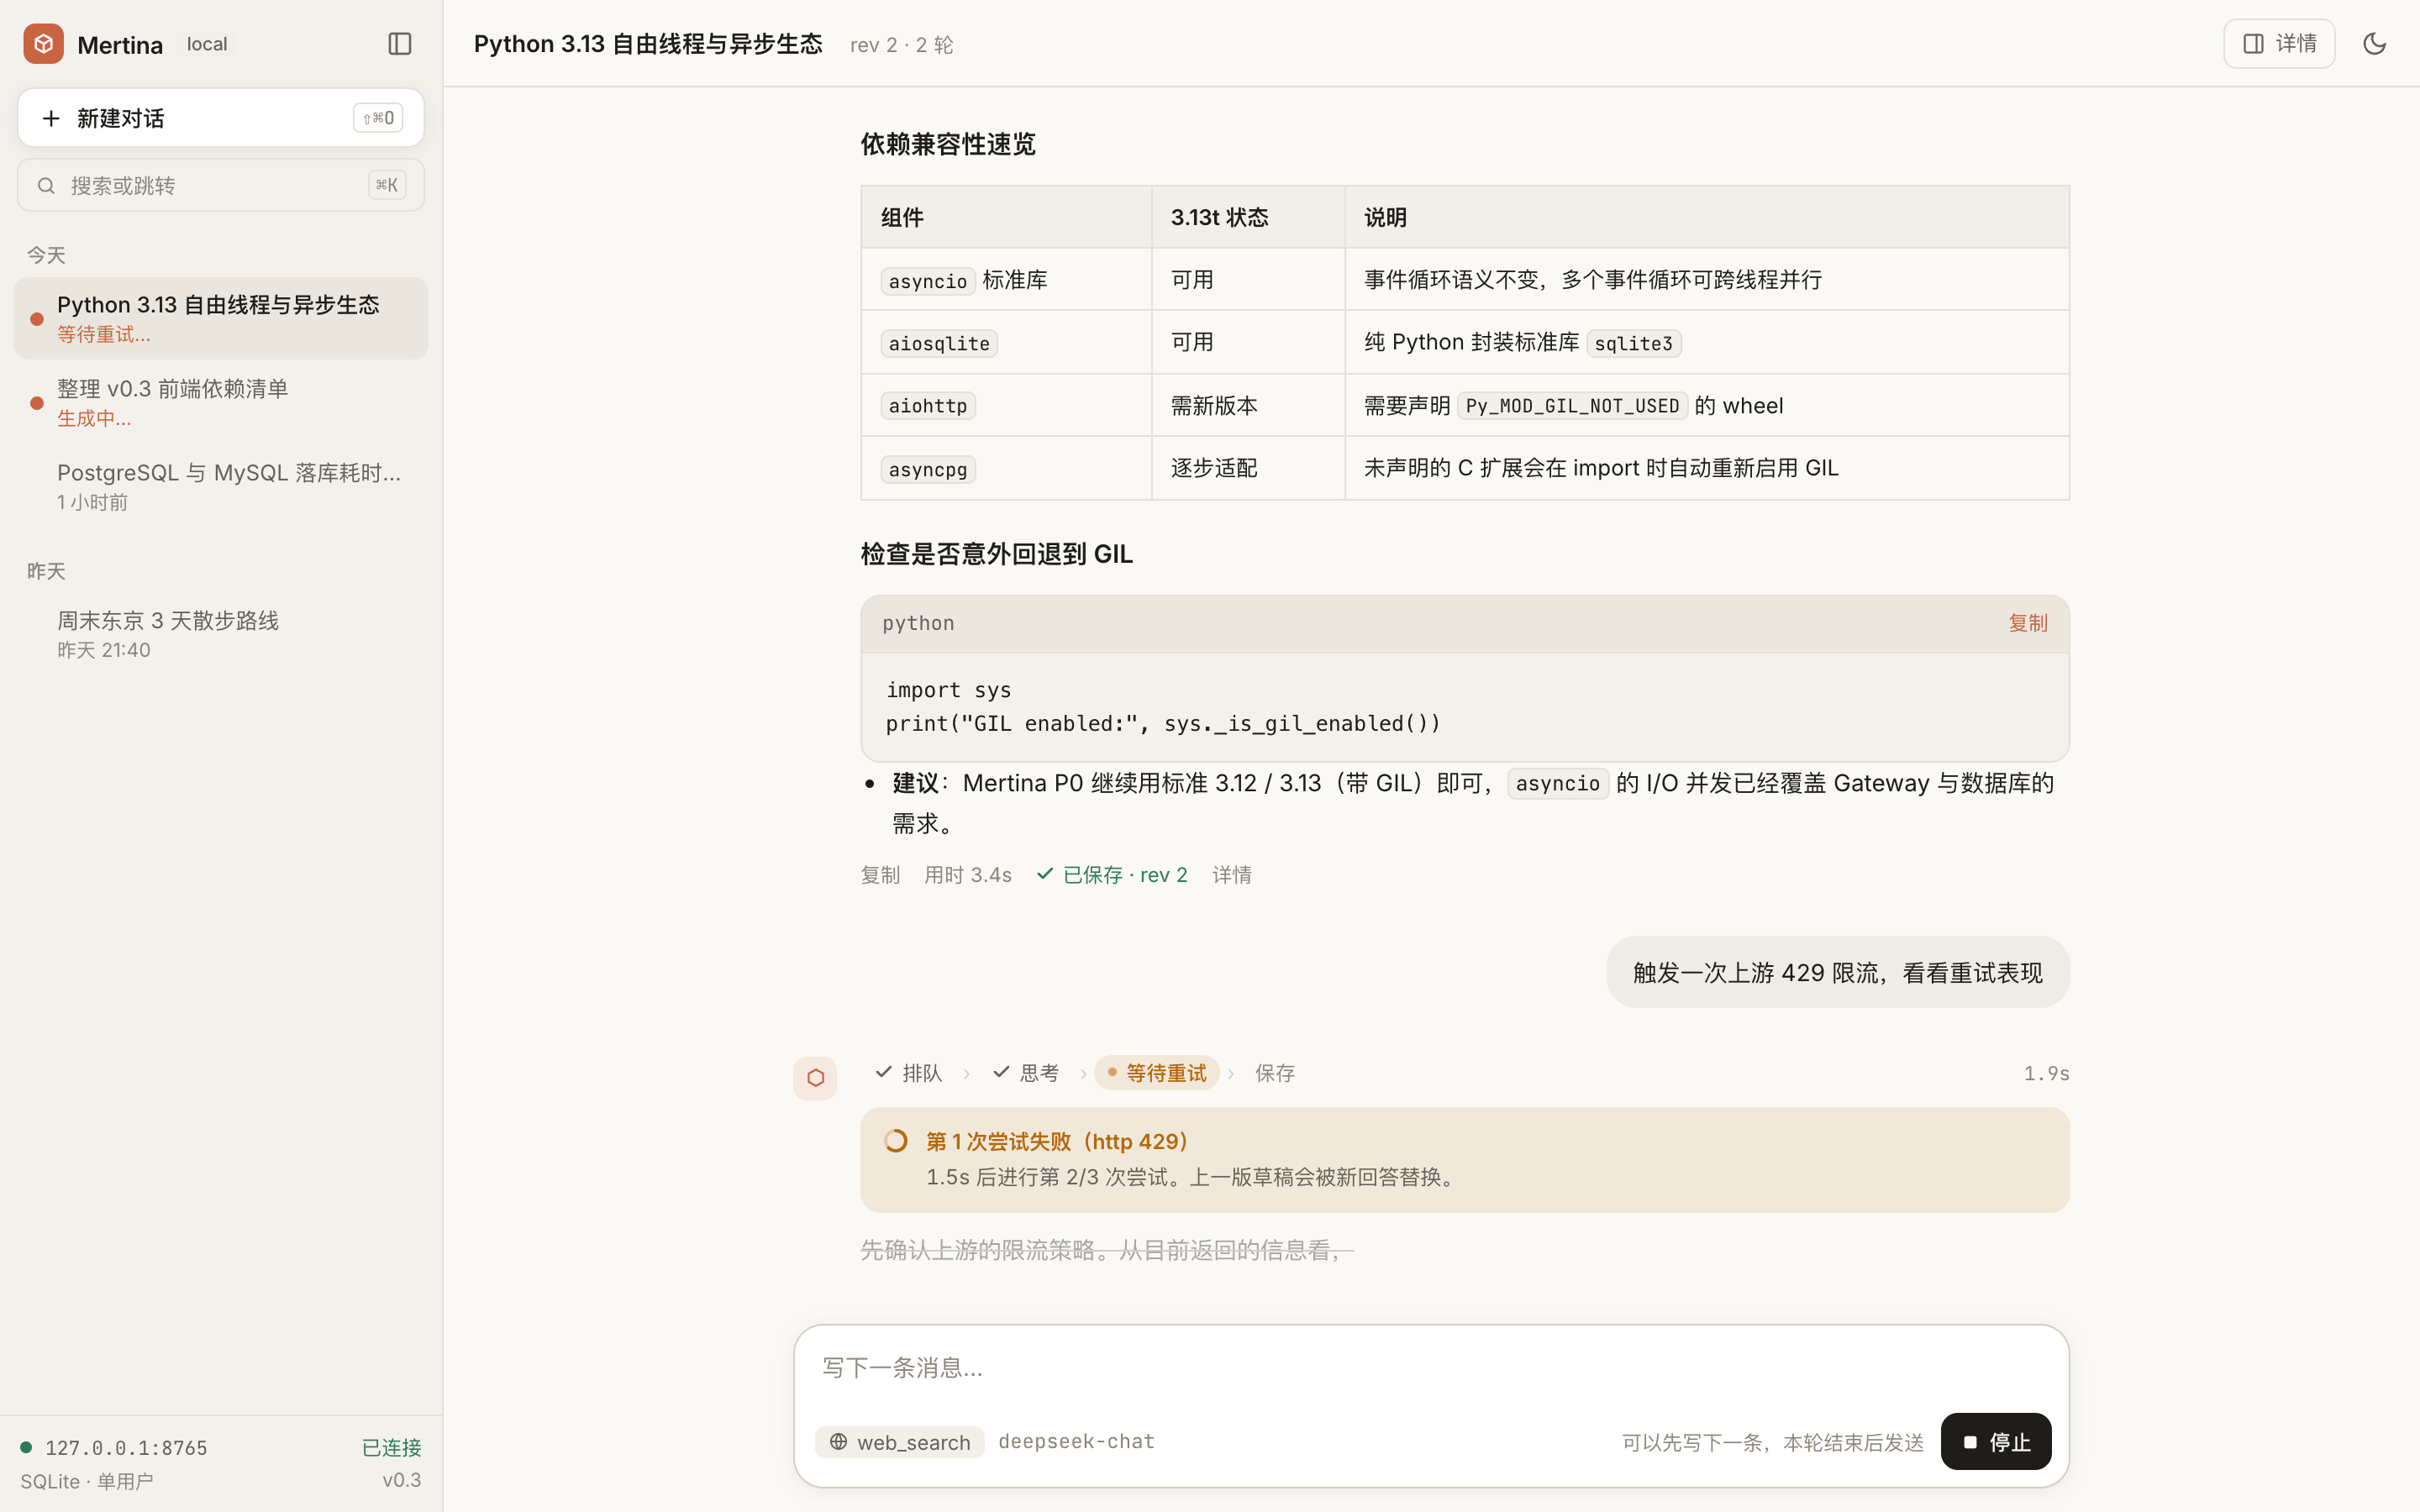 Mertina local
新建对话 ⇧⌘O
搜索或跳转 ⌘K
今天
Python 3.13 自由线程与异步生态
等待重试...
整理 v0.3 前端依赖清单
生成中...
PostgreSQL 与 MySQL 落库耗时...
1 小时前
昨天
周末东京 3 天散步路线
昨天 21:40
127.0.0.1:8765 已连接
SQLite · 单用户 v0.3
Python 3.13 自由线程与异步生态 rev 2 · 2 轮 详情
依赖兼容性速览
组件 3.13t 状态 说明
asyncio 标准库 可用 事件循环语义不变，多个事件循环可跨线程并行
aiosqlite 可用 纯 Python 封装标准库 sqlite3
aiohttp 需新版本 需要声明 Py_MOD_GIL_NOT_USED 的 wheel
asyncpg 逐步适配 未声明的 C 扩展会在 import 时自动重新启用 GIL
检查是否意外回退到 GIL
python 复制
import sys
print("GIL enabled:", sys._is_gil_enabled())
建议：Mertina P0 继续用标准 3.12 / 3.13（带 GIL）即可，asyncio 的 I/O 并发已经覆盖 Gateway 与数据库的
需求。
复制 用时 3.4s 已保存 · rev 2 详情
触发一次上游 429 限流，看看重试表现
排队 › 思考 › 等待重试 › 保存 1.9s
第 1 次尝试失败（http 429）
1.5s 后进行第 2/3 次尝试。上一版草稿会被新回答替换。
先确认上游的限流策略。从目前返回的信息看，
写下一条消息...
web_search deepseek-chat 可以先写下一条，本轮结束后发送 停止